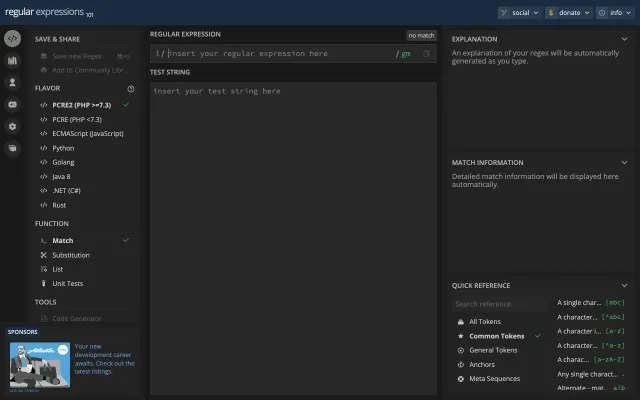 regular expressions 101
social
donate
info
SAVE & SHARE
Save new Regex
⌘+s
Add to Community Libr...
FLAVOR
PCRE2 (PHP >=7.3)
PCRE (PHP <7.3)
ECMAScript (JavaScript)
Python
Golang
Java 8
.NET (C#)
Rust
FUNCTION
Match
Substitution
List
Unit Tests
TOOLS
Code Generator
SPONSORS
Your new
development career
awaits. Check out the
latest listings.
REGULAR EXPRESSION
no match
/ insert your regular expression here / gm
TEST STRING
insert your test string here
EXPLANATION
An explanation of your regex will be automatically
generated as you type.
MATCH INFORMATION
Detailed match information will be displayed here
automatically.
QUICK REFERENCE
Search reference
All Tokens
Common Tokens
General Tokens
Anchors
Meta Sequences
A single char... [abc]
A character... [^abc]
A character i... [a-z]
A character... [^a-z]
A charac... [a-zA-Z]
Any single charact... .
Alternate - mat... a|b